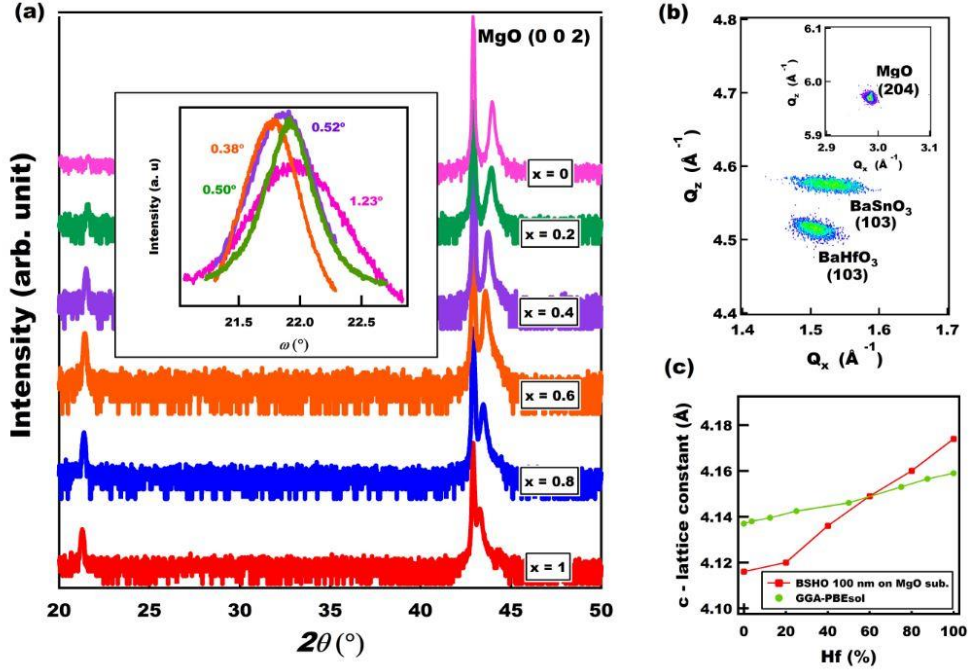 (a)
Intensity (arb. unit)
MgO (0 0 2)
Intensity (a. u)
0.38°
0.52°
0.50°
1.23°
21.5 22.0 22.5
ω (°)
x = 0
x = 0.2
x = 0.4
x = 0.6
x = 0.8
x = 1
20 25 30 35 40 45 50
2θ (°)
(b)
Q_z (Å⁻¹)
4.8
4.7
4.6
4.5
4.4
Q_z (Å⁻¹)
6.1
6.0
5.9
MgO
(204)
2.9 3.0 3.1
Q_x (Å⁻¹)
BaSnO₃
(103)
BaHfO₃
(103)
1.4 1.5 1.6 1.7
Q_x (Å⁻¹)
(c)
c - lattice constant (Å)
4.18
4.16
4.14
4.12
4.10
BSHO 100 nm on MgO sub.
GGA-PBEsol
0 20 40 60 80 100
Hf (%)